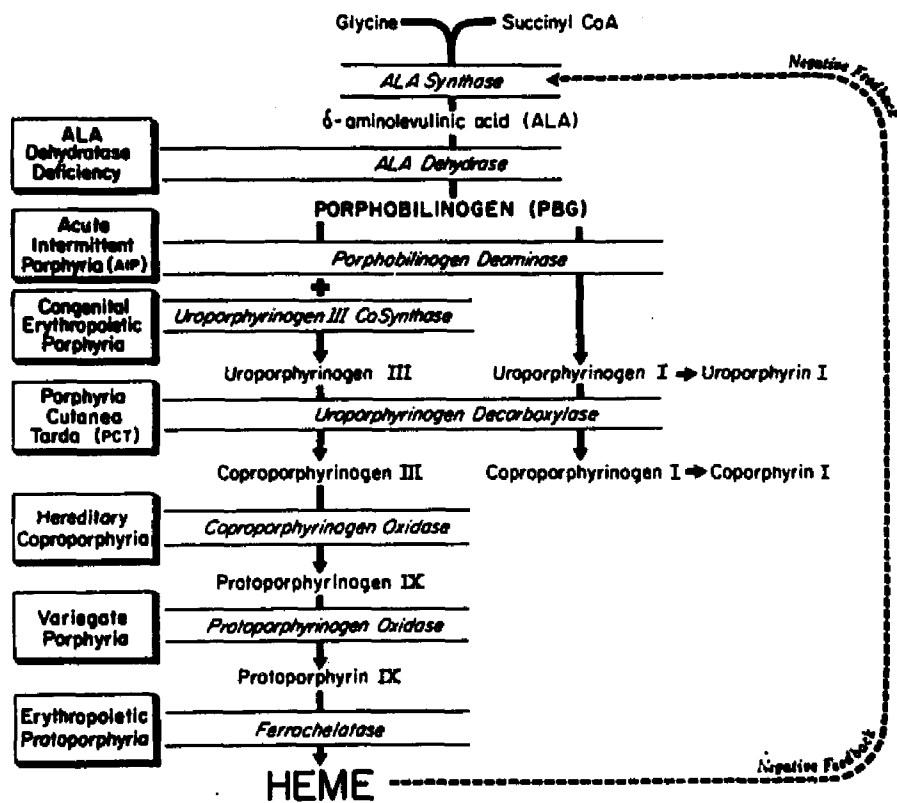 Glycine Succinyl CoA
Negative Feedback
ALA Synthase
δ-aminolevulinic acid (ALA)
ALA
Dehydratase
Deficiency
ALA Dehydrase
PORPHOBILINOGEN (PBG)
Acute
Intermittent
Porphyria (AIP)
Porphobilinogen Deaminase
+
Congenital
Erythropoietic
Porphyria
Uroporphyrinogen III CoSynthase
Uroporphyrinogen III
Uroporphyrinogen I → Uroporphyrin I
Porphyria
Cutanea
Tarda (PCT)
Uroporphyrinogen Decarboxylase
Coproporphyrinogen III
Coproporphyrinogen I → Coporphyrin I
Hereditary
Coproporphyria
Coproporphyrinogen Oxidase
Protoporphyrinogen IX
Variegate
Porphyria
Protoporphyrinogen Oxidase
Protoporphyrin IX
Erythropoietic
Protoporphyria
Ferrochelatase
Negative Feedback
HEME